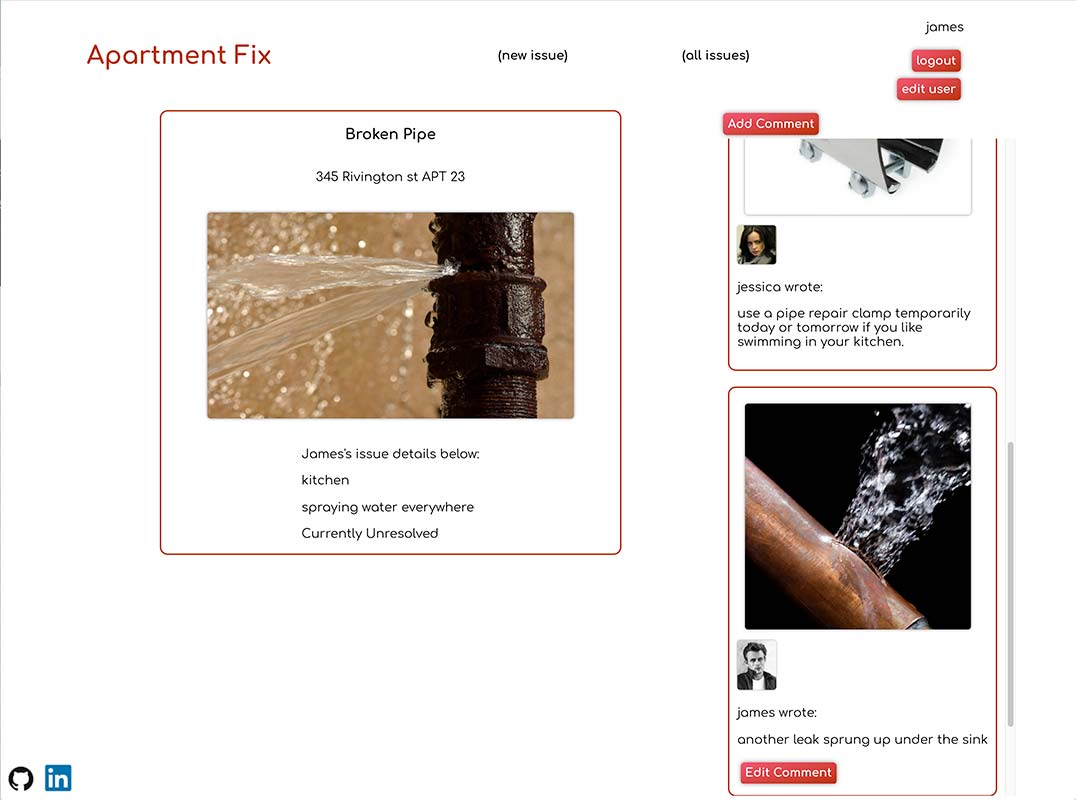 james
Apartment Fix
(new issue)
(all issues)
logout
edit user
Broken Pipe
345 Rivington st APT 23
James's issue details below:
kitchen
spraying water everywhere
Currently Unresolved
Add Comment
jessica wrote:
use a pipe repair clamp temporarily
today or tomorrow if you like
swimming in your kitchen.
james wrote:
another leak sprung up under the sink
Edit Comment
in